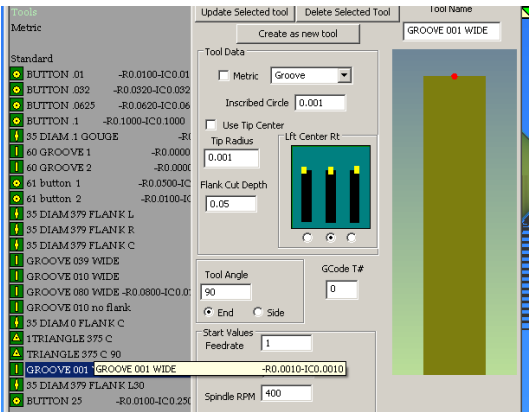 Tools
Metric
Standard
BUTTON .01 -R0.0100-IC0.01
BUTTON .032 -R0.0320-IC0.032
BUTTON .0625 -R0.0620-IC0.06
BUTTON .1 -R0.1000-IC0.1000
35 DIAM .1 GOUGE -R0
60 GROOVE 1 -R0.0000
60 GROOVE 2 -R0.0000
61 button 1 -R0.0500-IC
61 button 2 -R0.0100-IC
35 DIAM 379 FLANK L
35 DIAM 379 FLANK R
35 DIAM 379 FLANK C
GROOVE 039 WIDE
GROOVE 010 WIDE
GROOVE 080 WIDE -R0.0800-IC0.0
GROOVE 010 no flank
35 DIAM 0 FLANK C
1TRIANGLE 375 C
TRIANGLE 375 C 90
GROOVE 001 GROOVE 001 WIDE -R0.0010-IC0.0010
35 DIAM 379 FLANK L30
BUTTON 25 -R0.0100-IC0.250
Update Selected tool Delete Selected Tool
Create as new tool
Tool Data
Metric Groove
Inscribed Circle 0.001
Use Tip Center
Tip Radius
0.001
Lft Center Rt
Flank Cut Depth
0.05
Tool Angle
90
End Side
GCode T#
0
Start Values
Feedrate 1
Spindle RPM 400
Tool Name
GROOVE 001 WIDE